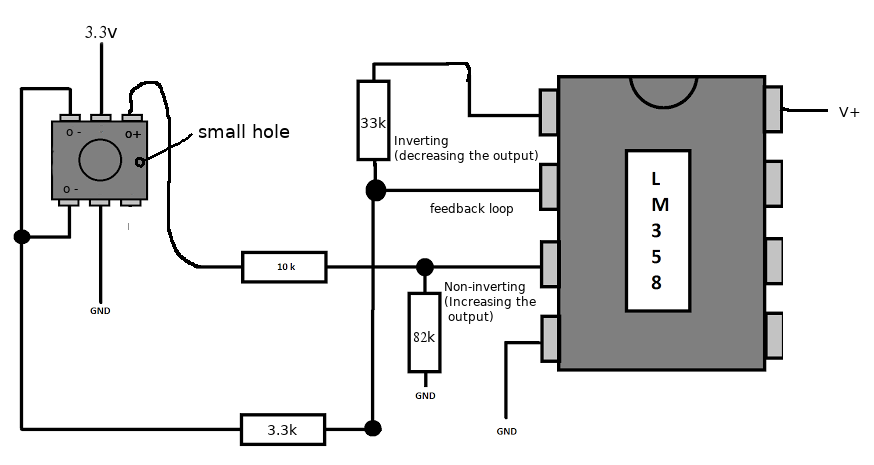 3.3V
V+
o -
o+
small hole
33k
Inverting
(decreasing the output)
L
M
3
5
8
o -
feedback loop
10 k
Non-inverting
(Increasing the
output)
GND
82k
GND
GND
3.3k